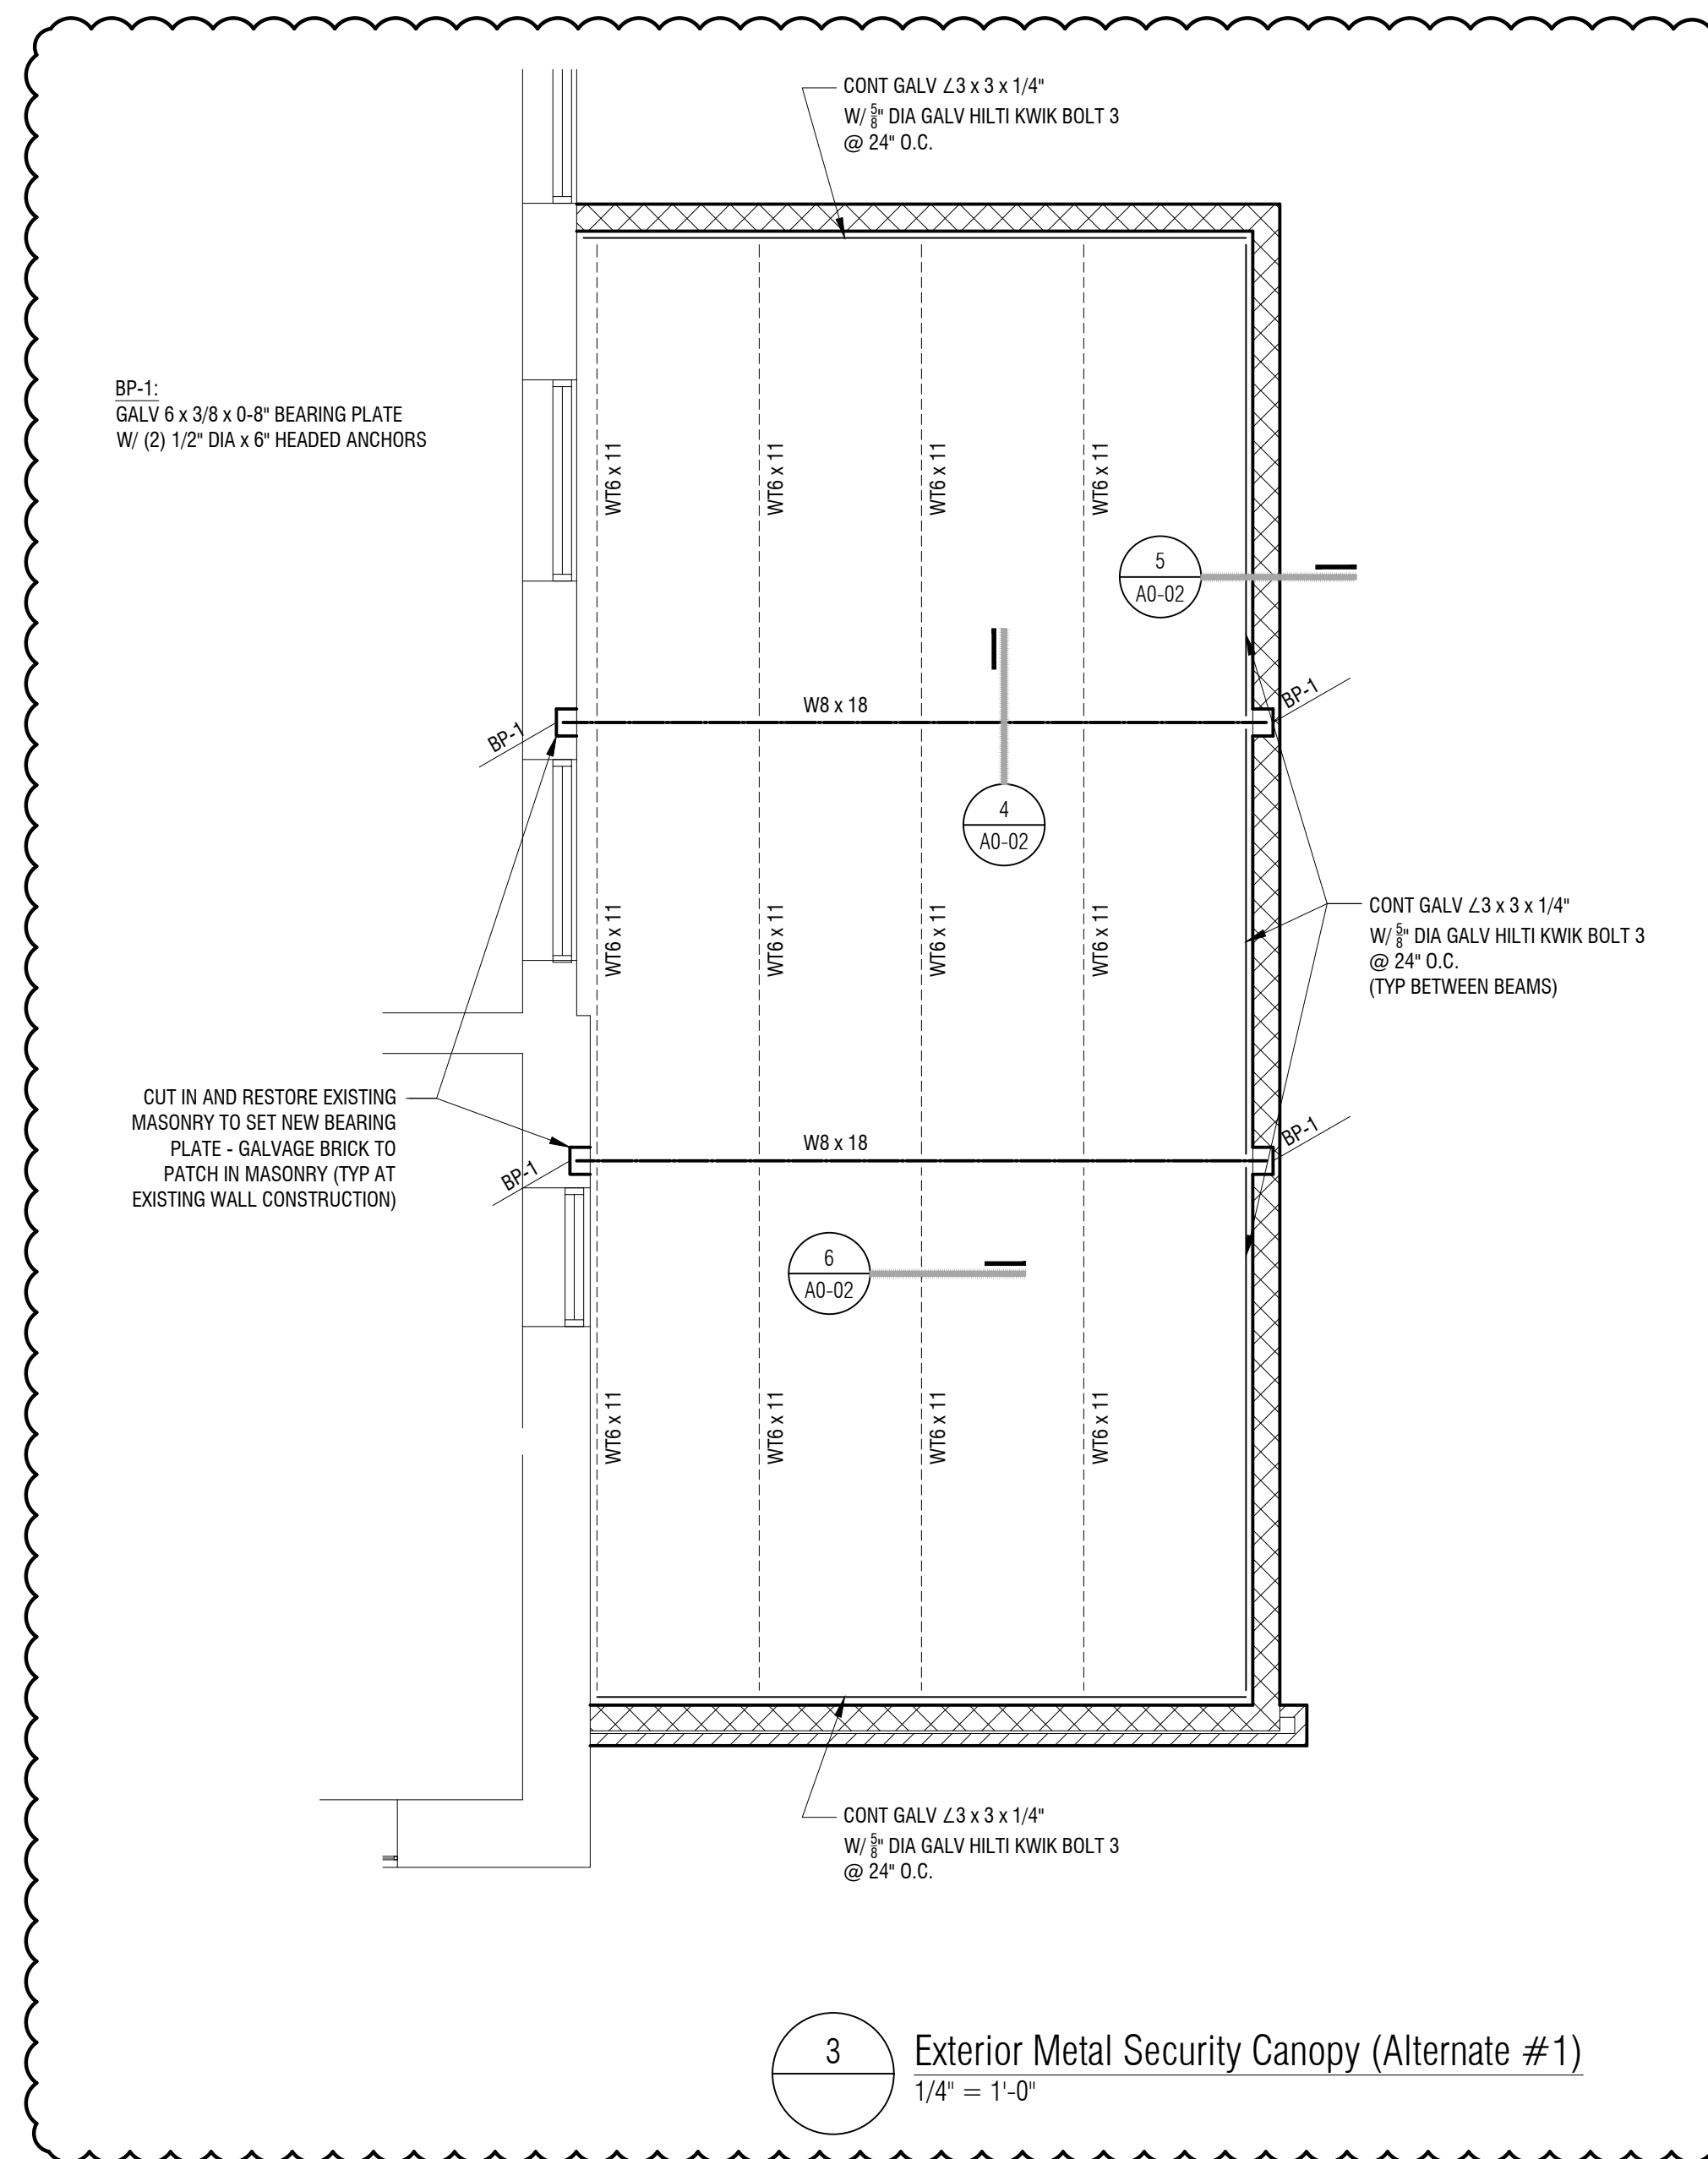 CONT GALV ∠3 x 3 x 1/4"
W/ 5/8" DIA GALV HILTI KWIK BOLT 3
@ 24" O.C.
BP-1:
GALV 6 x 3/8 x 0-8" BEARING PLATE
W/ (2) 1/2" DIA x 6" HEADED ANCHORS
WT6 x 11
WT6 x 11
WT6 x 11
WT6 x 11
5
A0-02
W8 x 18
BP-1
BP-1
4
A0-02
WT6 x 11
WT6 x 11
WT6 x 11
WT6 x 11
CONT GALV ∠3 x 3 x 1/4"
W/ 5/8" DIA GALV HILTI KWIK BOLT 3
@ 24" O.C.
(TYP BETWEEN BEAMS)
CUT IN AND RESTORE EXISTING
MASONRY TO SET NEW BEARING
PLATE - GALVAGE BRICK TO
PATCH IN MASONRY (TYP AT
EXISTING WALL CONSTRUCTION)
W8 x 18
BP-1
BP-1
6
A0-02
WT6 x 11
WT6 x 11
WT6 x 11
WT6 x 11
CONT GALV ∠3 x 3 x 1/4"
W/ 5/8" DIA GALV HILTI KWIK BOLT 3
@ 24" O.C.
3
Exterior Metal Security Canopy (Alternate #1)
1/4" = 1'-0"